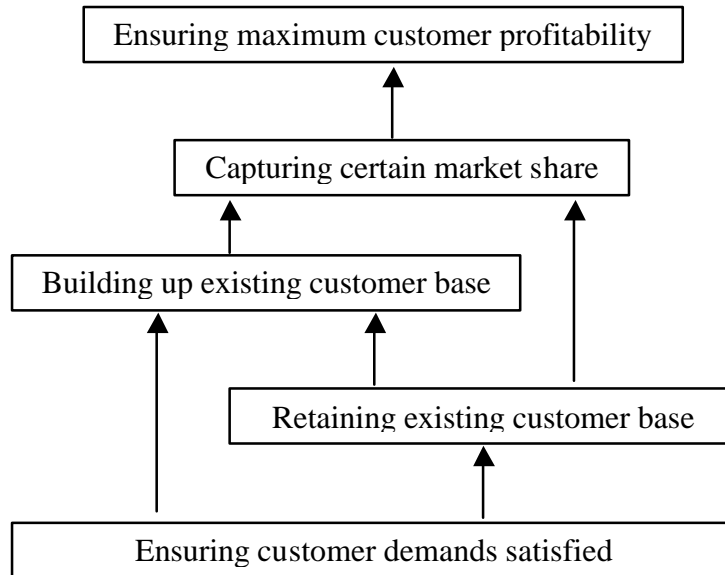 Ensuring maximum customer profitability
Capturing certain market share
Building up existing customer base
Retaining existing customer base
Ensuring customer demands satisfied